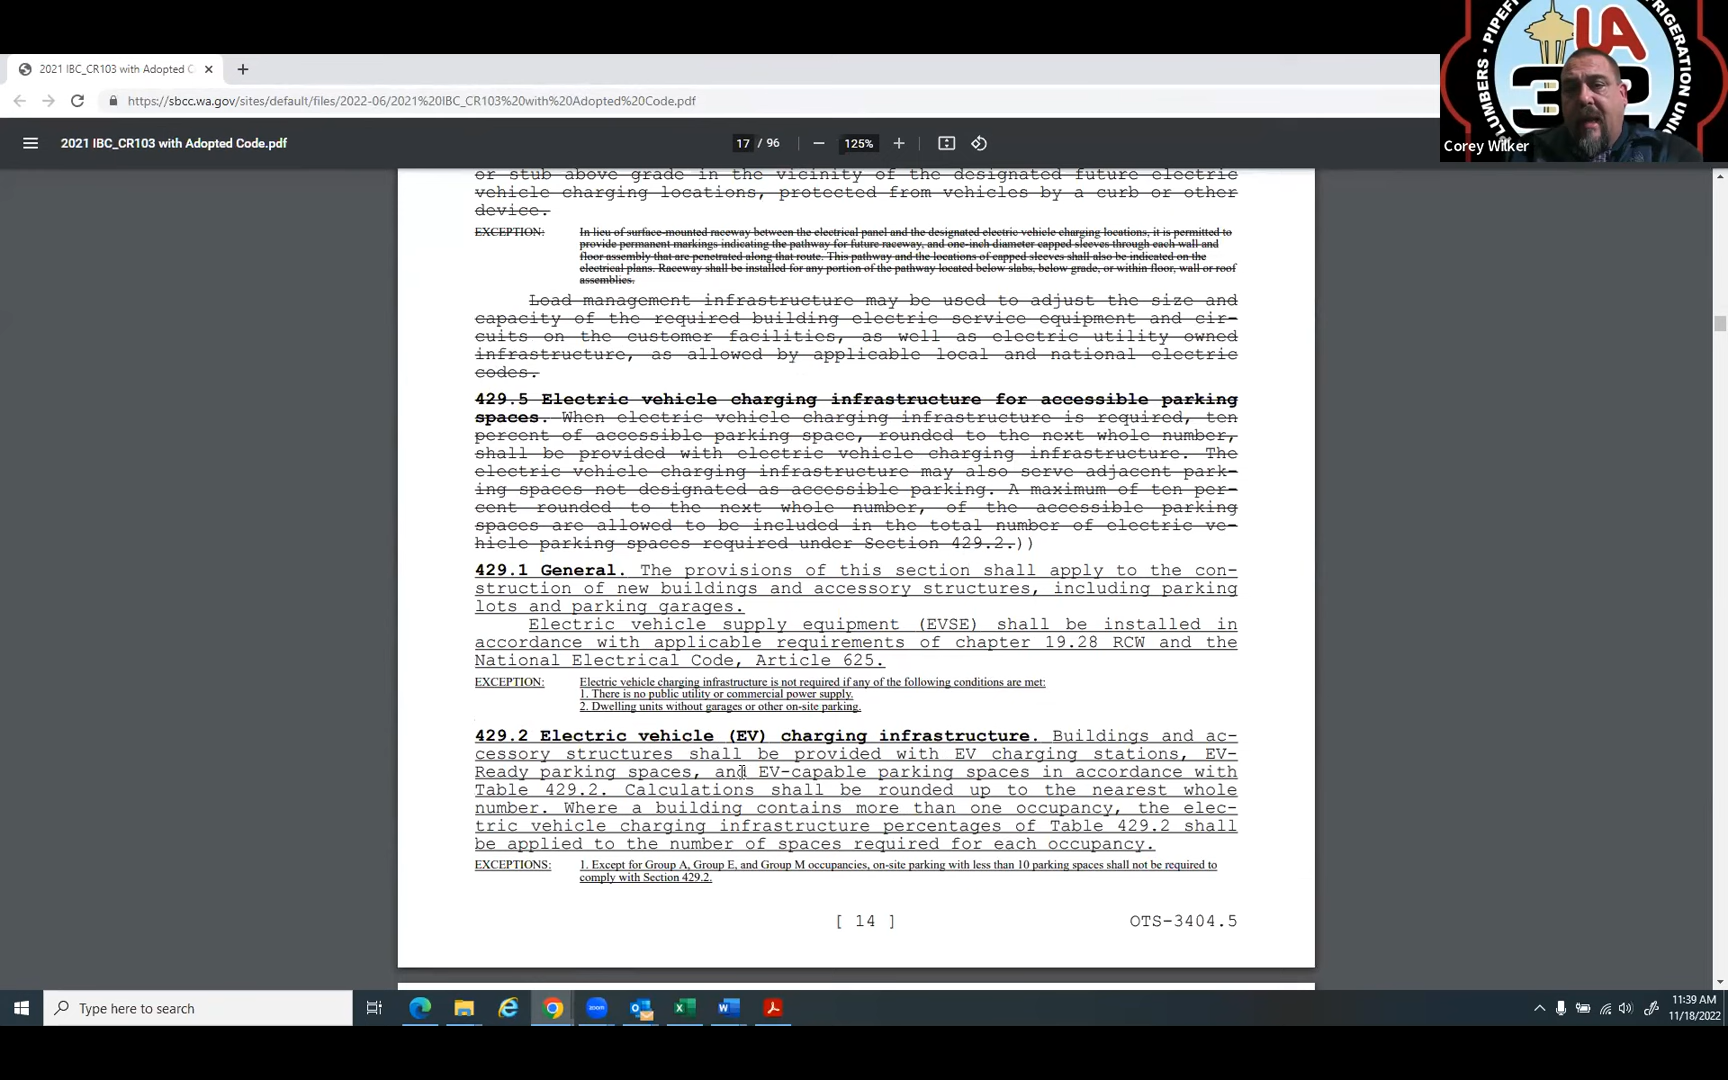 2021 IBC_CR103 with Adopted C
https://sbcc.wa.gov/sites/default/files/2022-06/2021%20IBC_CR103%20with%20Adopted%20Code.pdf
2021 IBC_CR103 with Adopted Code.pdf
17 / 96
125%
LUMBERS · PIPEF
RIGERATION UNI
UA
32
Corey Wilker
or stub above grade in the vicinity of the designated future electric
vehicle charging locations, protected from vehicles by a curb or other
device.
EXCEPTION: In lieu of surface-mounted raceway between the electrical panel and the designated electric vehicle charging locations, it is permitted to
provide permanent markings indicating the pathway for future raceway, and one-inch diameter capped sleeves through each wall and
floor assembly that are penetrated along that route. This pathway and the locations of capped sleeves shall also be indicated on the
electrical plans. Raceway shall be installed for any portion of the pathway located below slabs, below grade, or within floor, wall or roof
assemblies.
Load management infrastructure may be used to adjust the size and
capacity of the required building electric service equipment and cir-
cuits on the customer facilities, as well as electric utility owned
infrastructure, as allowed by applicable local and national electric
codes.
429.5 Electric vehicle charging infrastructure for accessible parking
spaces. When electric vehicle charging infrastructure is required, ten
percent of accessible parking space, rounded to the next whole number,
shall be provided with electric vehicle charging infrastructure. The
electric vehicle charging infrastructure may also serve adjacent park-
ing spaces not designated as accessible parking. A maximum of ten per-
cent rounded to the next whole number, of the accessible parking
spaces are allowed to be included in the total number of electric ve-
hicle parking spaces required under Section 429.2.))
429.1 General. The provisions of this section shall apply to the con-
struction of new buildings and accessory structures, including parking
lots and parking garages.
Electric vehicle supply equipment (EVSE) shall be installed in
accordance with applicable requirements of chapter 19.28 RCW and the
National Electrical Code, Article 625.
EXCEPTION: Electric vehicle charging infrastructure is not required if any of the following conditions are met:
1. There is no public utility or commercial power supply.
2. Dwelling units without garages or other on-site parking.
429.2 Electric vehicle (EV) charging infrastructure. Buildings and ac-
cessory structures shall be provided with EV charging stations, EV-
Ready parking spaces, and EV-capable parking spaces in accordance with
Table 429.2. Calculations shall be rounded up to the nearest whole
number. Where a building contains more than one occupancy, the elec-
tric vehicle charging infrastructure percentages of Table 429.2 shall
be applied to the number of spaces required for each occupancy.
EXCEPTIONS: 1. Except for Group A, Group E, and Group M occupancies, on-site parking with less than 10 parking spaces shall not be required to
comply with Section 429.2.
[ 14 ] OTS-3404.5
Type here to search
zoom
11:39 AM
11/18/2022